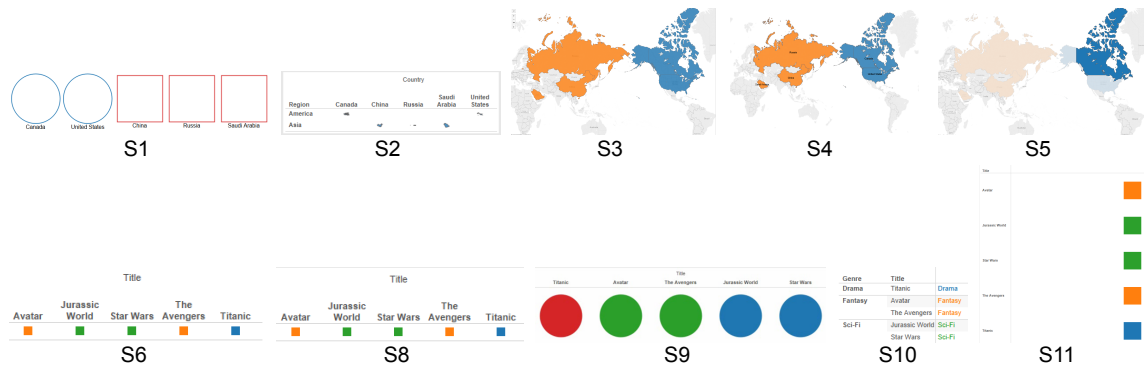 Canada
United States
China
Russia
Saudi Arabia
S1
Country
Region
Canada
China
Russia
Saudi
Arabia
United
States
America
Asia
S2
S3
S4
S5
Title
Avatar
Jurassic
World
Star Wars
The
Avengers
Titanic
S6
Title
Avatar
Jurassic
World
Star Wars
The
Avengers
Titanic
S8
Title
Titanic
Avatar
The Avengers
Jurassic World
Star Wars
S9
Genre Title
Drama Titanic Drama
Fantasy Avatar Fantasy
The Avengers Fantasy
Sci-Fi Jurassic World Sci-Fi
Star Wars Sci-Fi
S10
Title
Avatar
Jurassic World
Star Wars
The Avengers
Titanic
S11